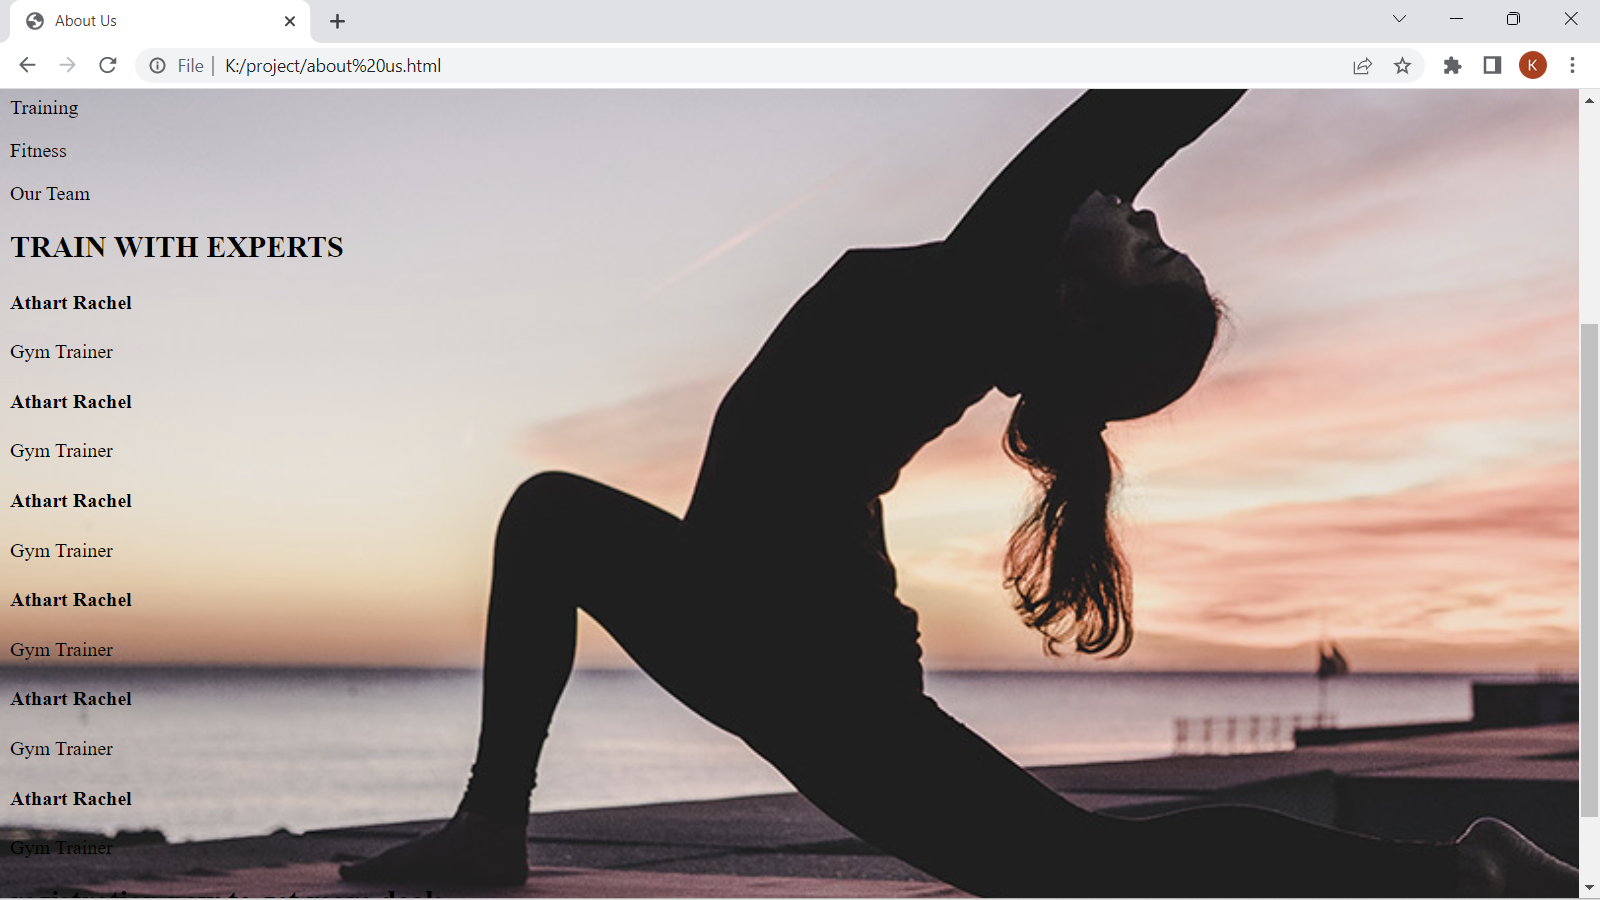 About Us
File
K:/project/about%20us.html
K
Training
Fitness
Our Team
TRAIN WITH EXPERTS
Athart Rachel
Gym Trainer
Athart Rachel
Gym Trainer
Athart Rachel
Gym Trainer
Athart Rachel
Gym Trainer
Athart Rachel
Gym Trainer
Athart Rachel
Gym Trainer